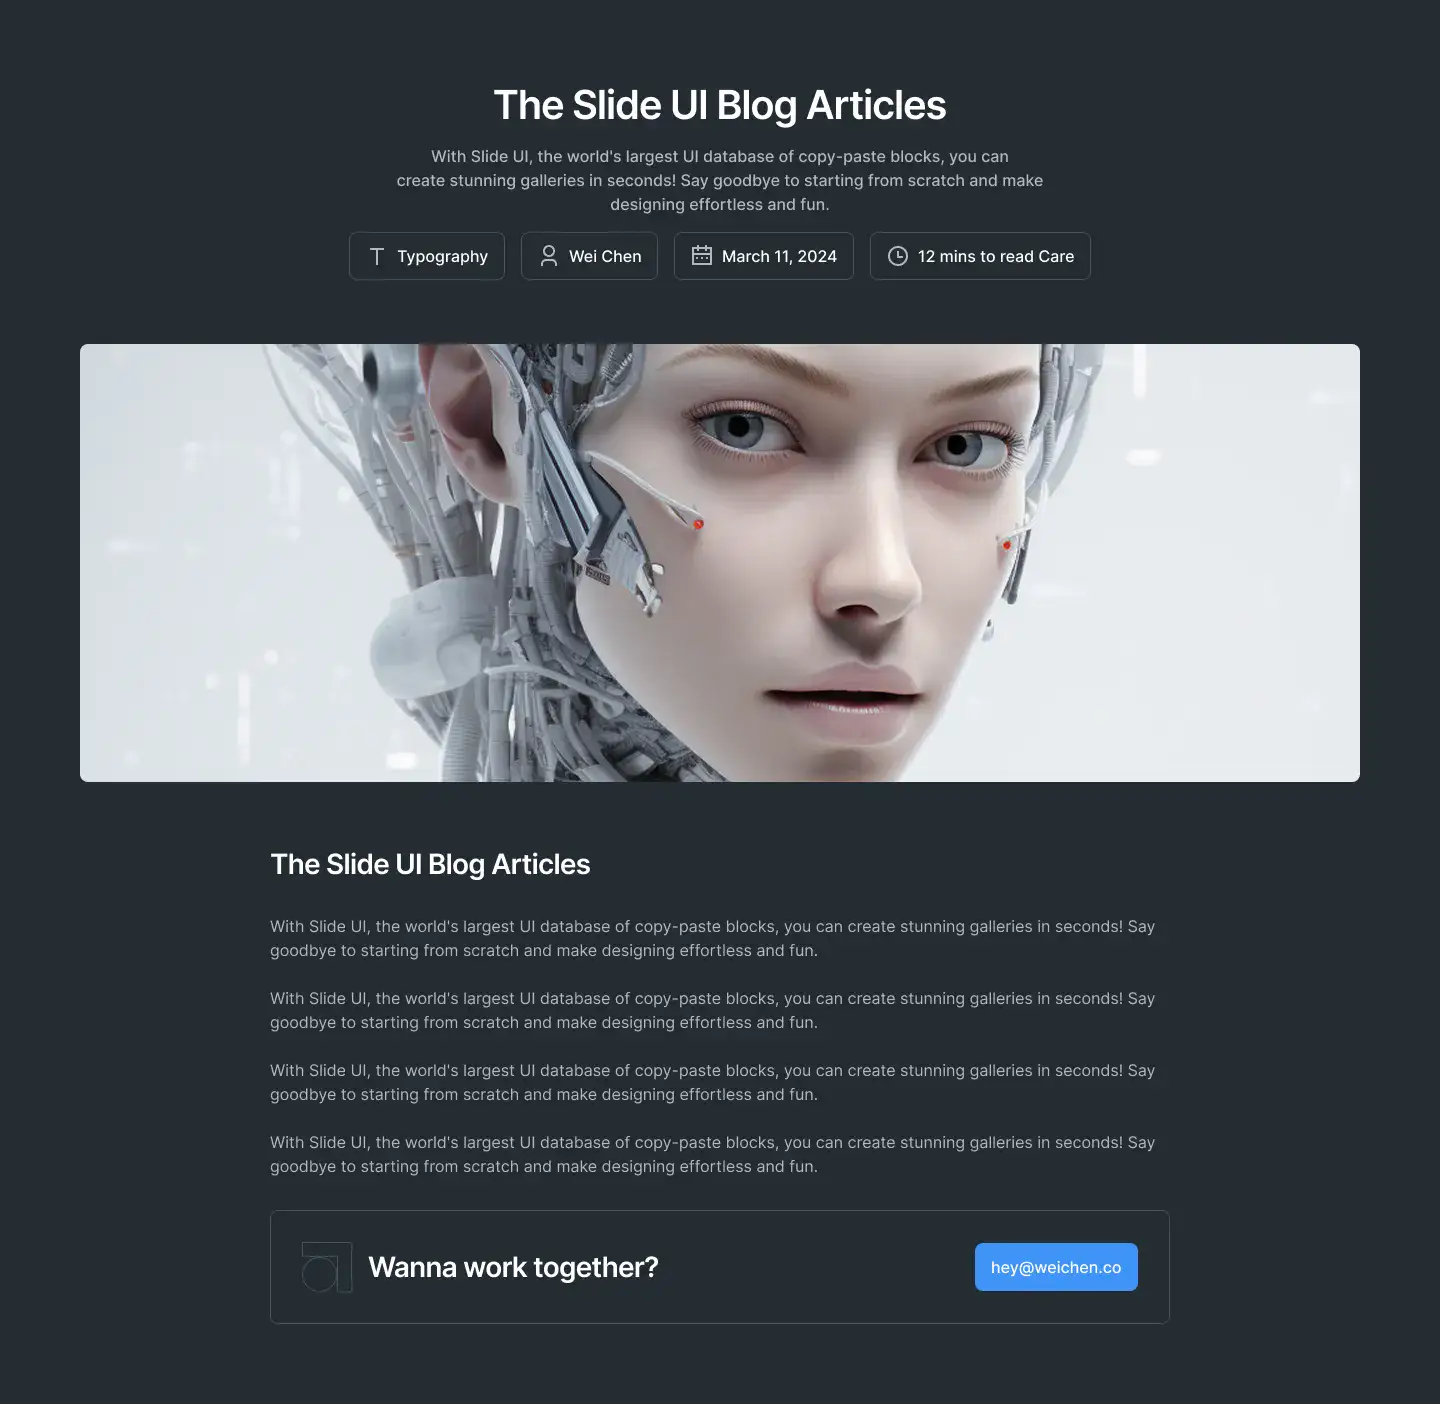 The Slide UI Blog Articles
With Slide UI, the world's largest UI database of copy-paste blocks, you can
create stunning galleries in seconds! Say goodbye to starting from scratch and make
designing effortless and fun.
Typography
Wei Chen
March 11, 2024
12 mins to read Care
The Slide UI Blog Articles
With Slide UI, the world's largest UI database of copy-paste blocks, you can create stunning galleries in seconds! Say
goodbye to starting from scratch and make designing effortless and fun.
With Slide UI, the world's largest UI database of copy-paste blocks, you can create stunning galleries in seconds! Say
goodbye to starting from scratch and make designing effortless and fun.
With Slide UI, the world's largest UI database of copy-paste blocks, you can create stunning galleries in seconds! Say
goodbye to starting from scratch and make designing effortless and fun.
With Slide UI, the world's largest UI database of copy-paste blocks, you can create stunning galleries in seconds! Say
goodbye to starting from scratch and make designing effortless and fun.
Wanna work together?
hey@weichen.co